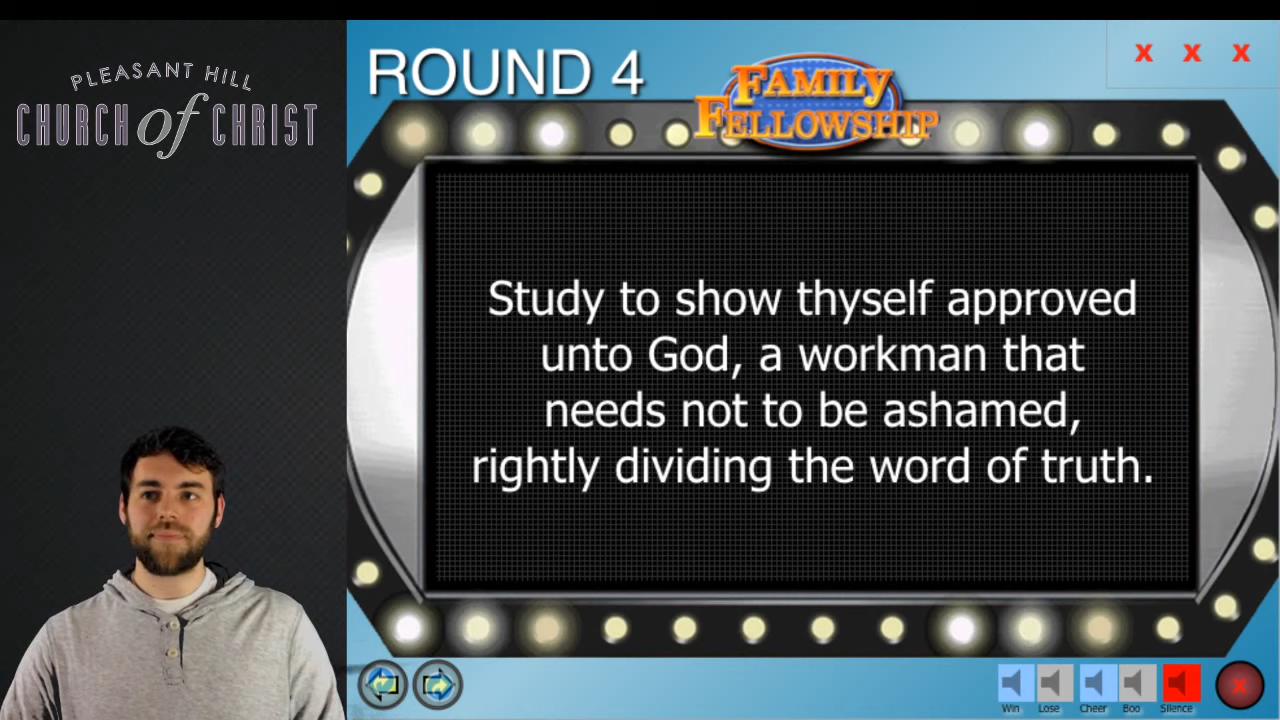 PLEASANT HILL
CHURCH of CHRIST
ROUND 4
FAMILY
FELLOWSHIP
X X X
Study to show thyself approved
unto God, a workman that
needs not to be ashamed,
rightly dividing the word of truth.
Win Lose Cheer Boo Silence
X